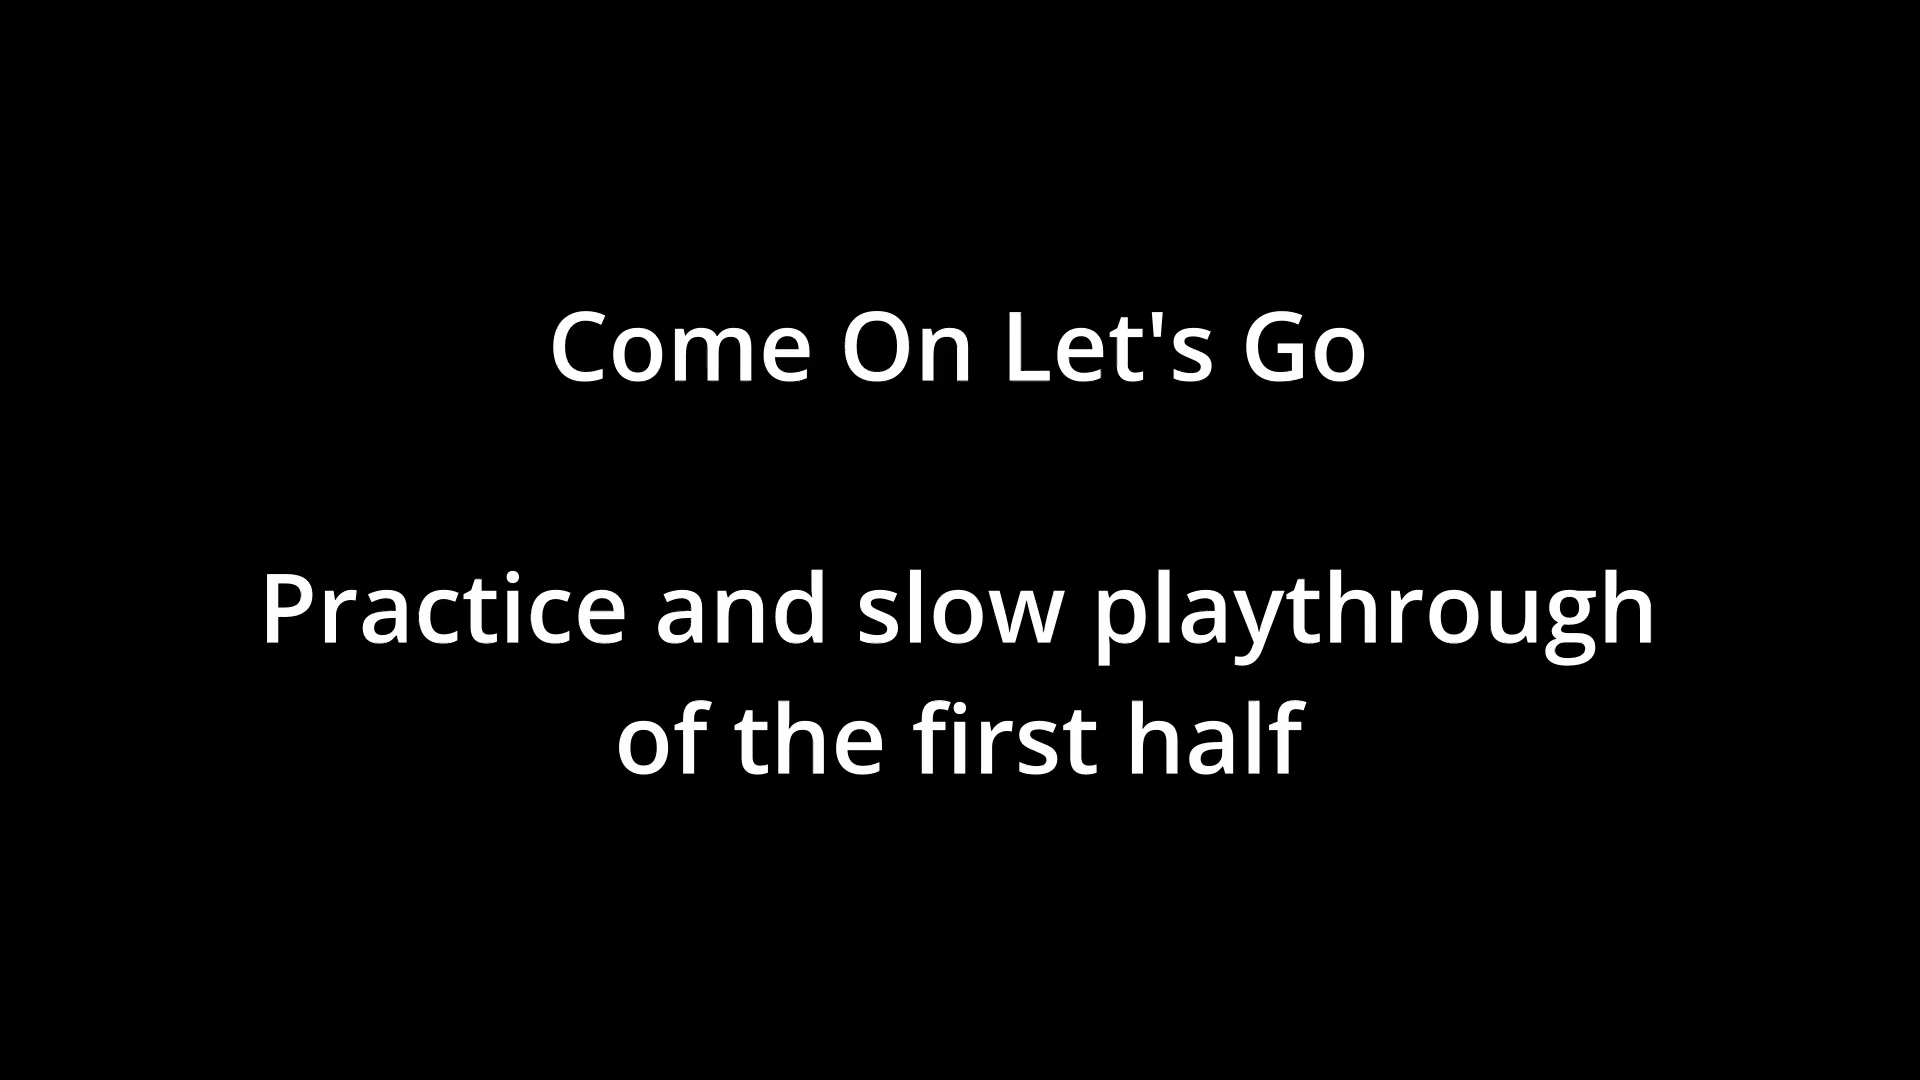 Come On Let's Go
Practice and slow playthrough
of the first half